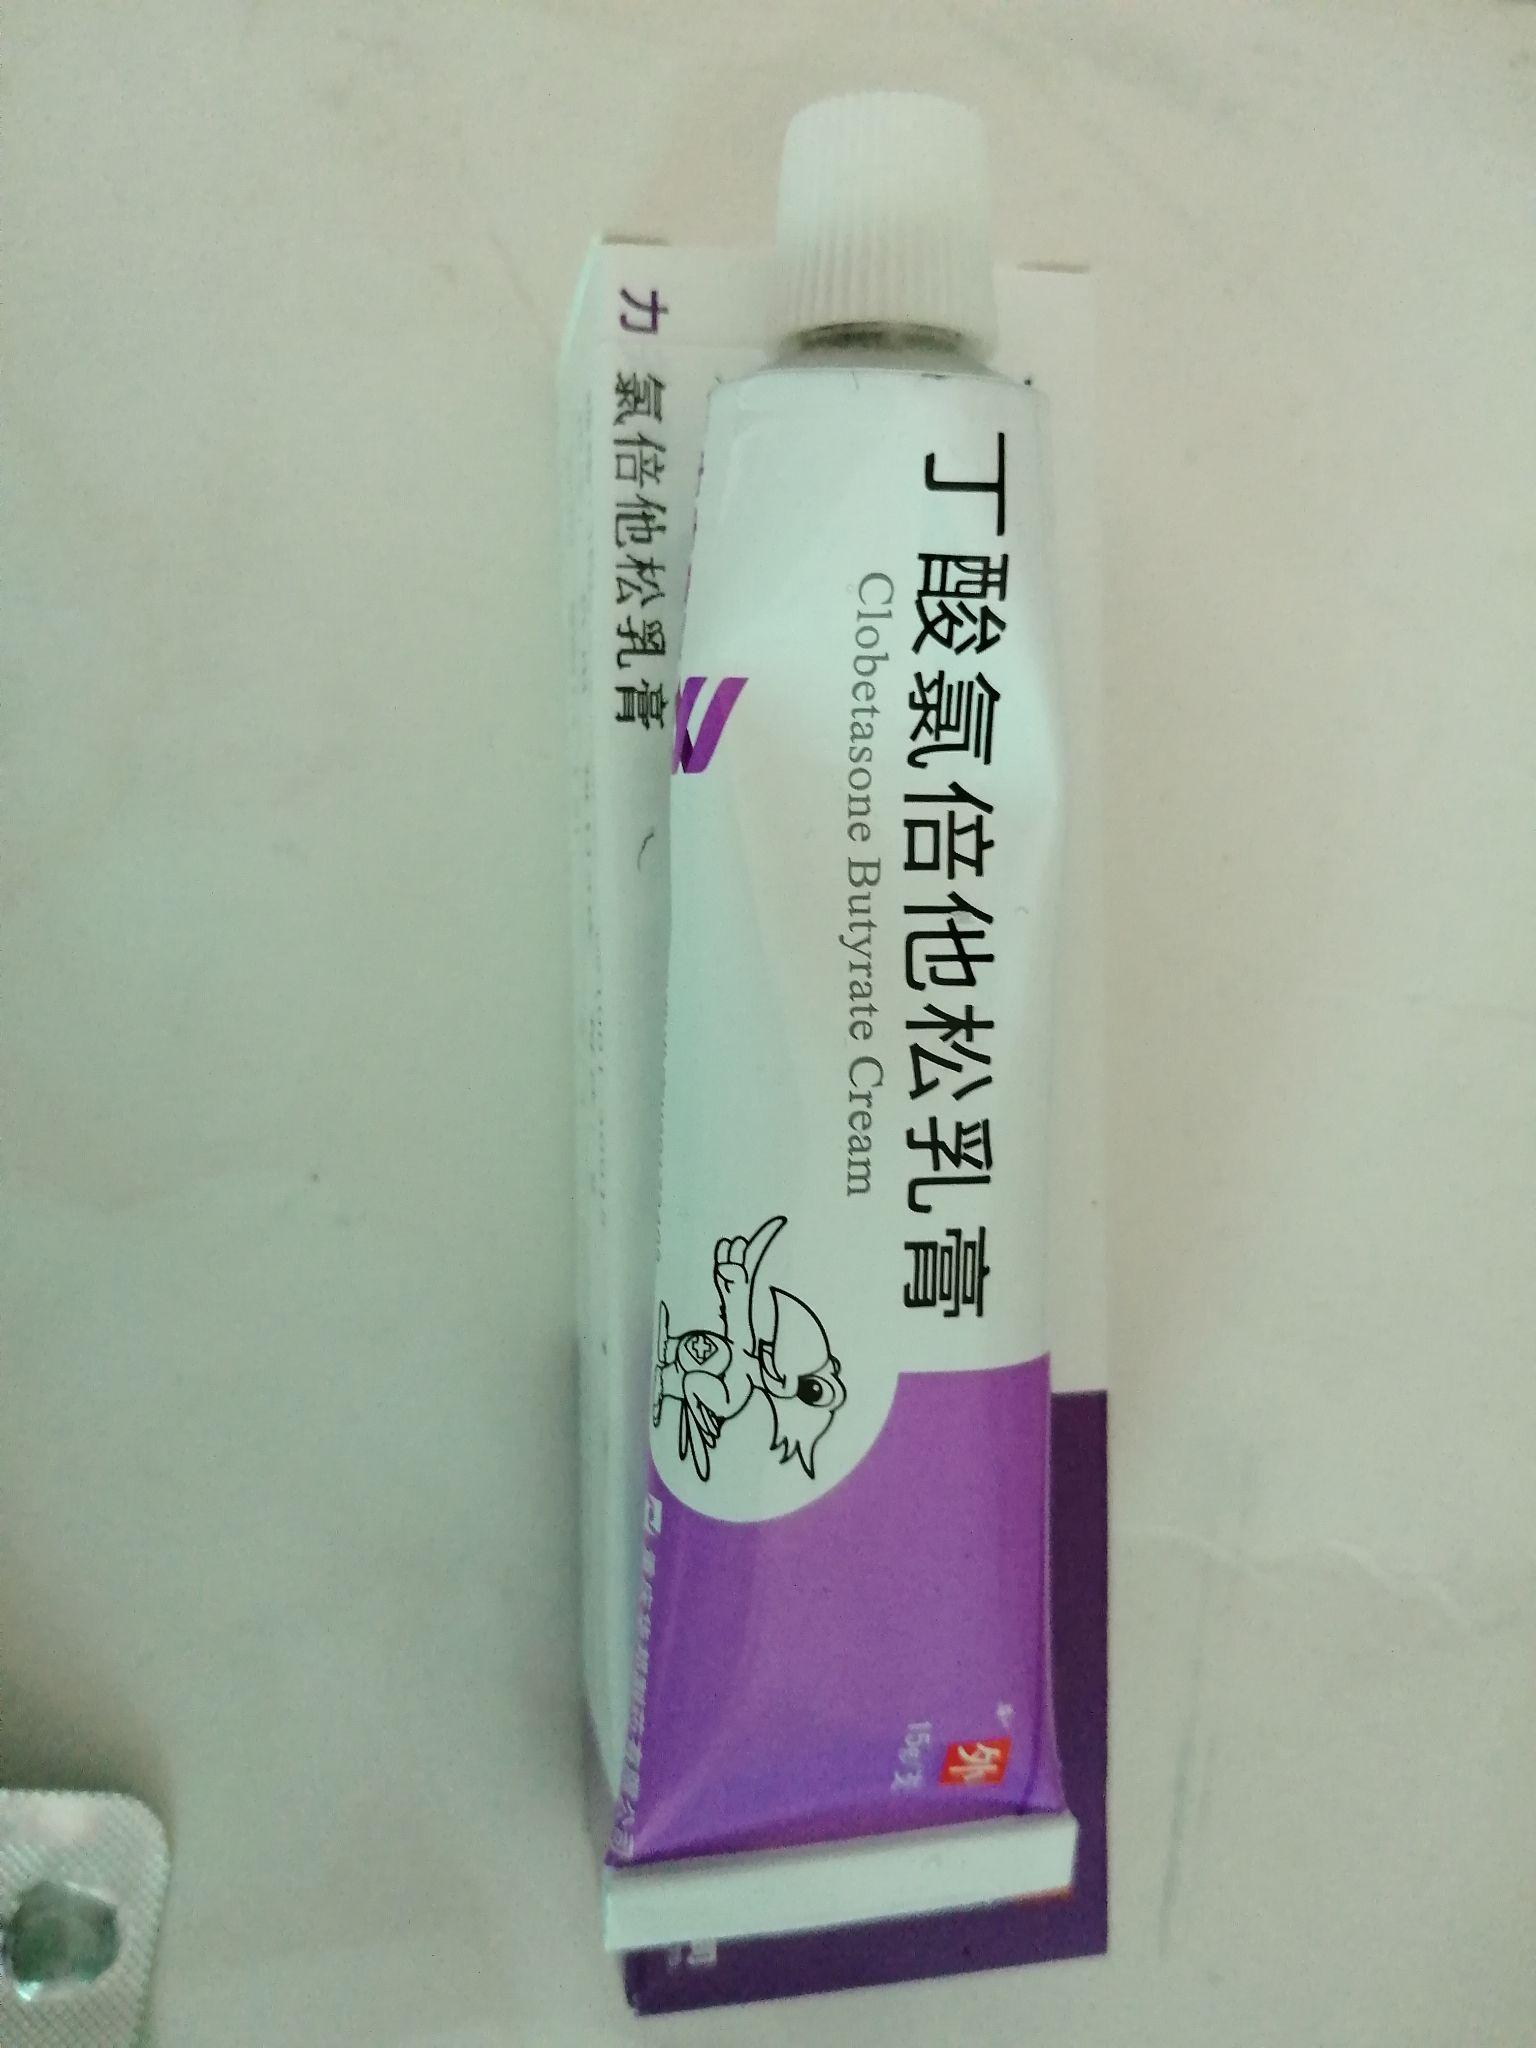 丁酸氯倍他松乳膏
Clobetasone Butyrate Cream
外
15g/支
力
氯倍他松乳膏